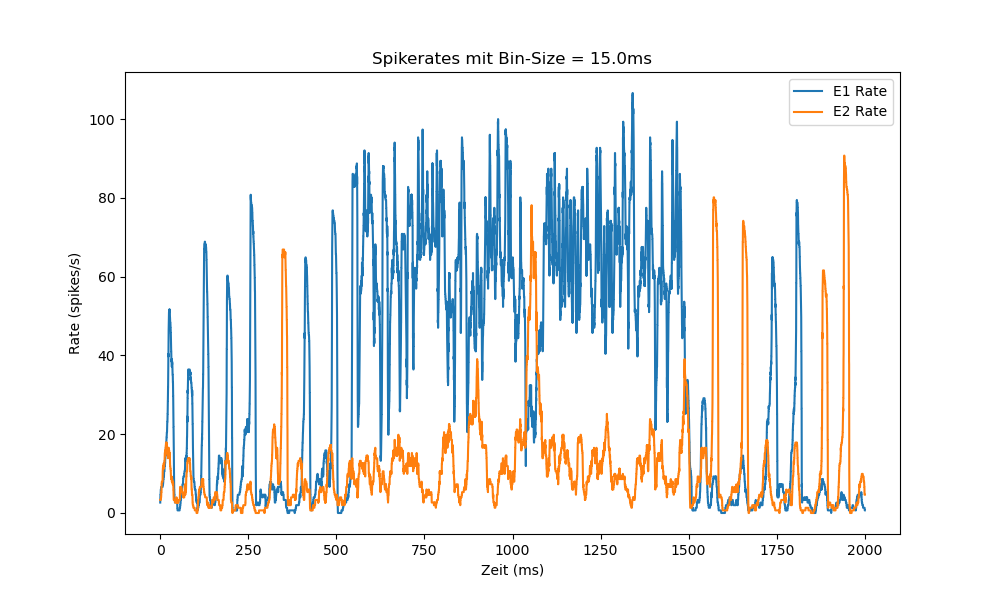 Spikerates mit Bin-Size = 15.0ms
E1 Rate
E2 Rate
100
80
60
40
20
0
Rate (spikes/s)
0 250 500 750 1000 1250 1500 1750 2000
Zeit (ms)